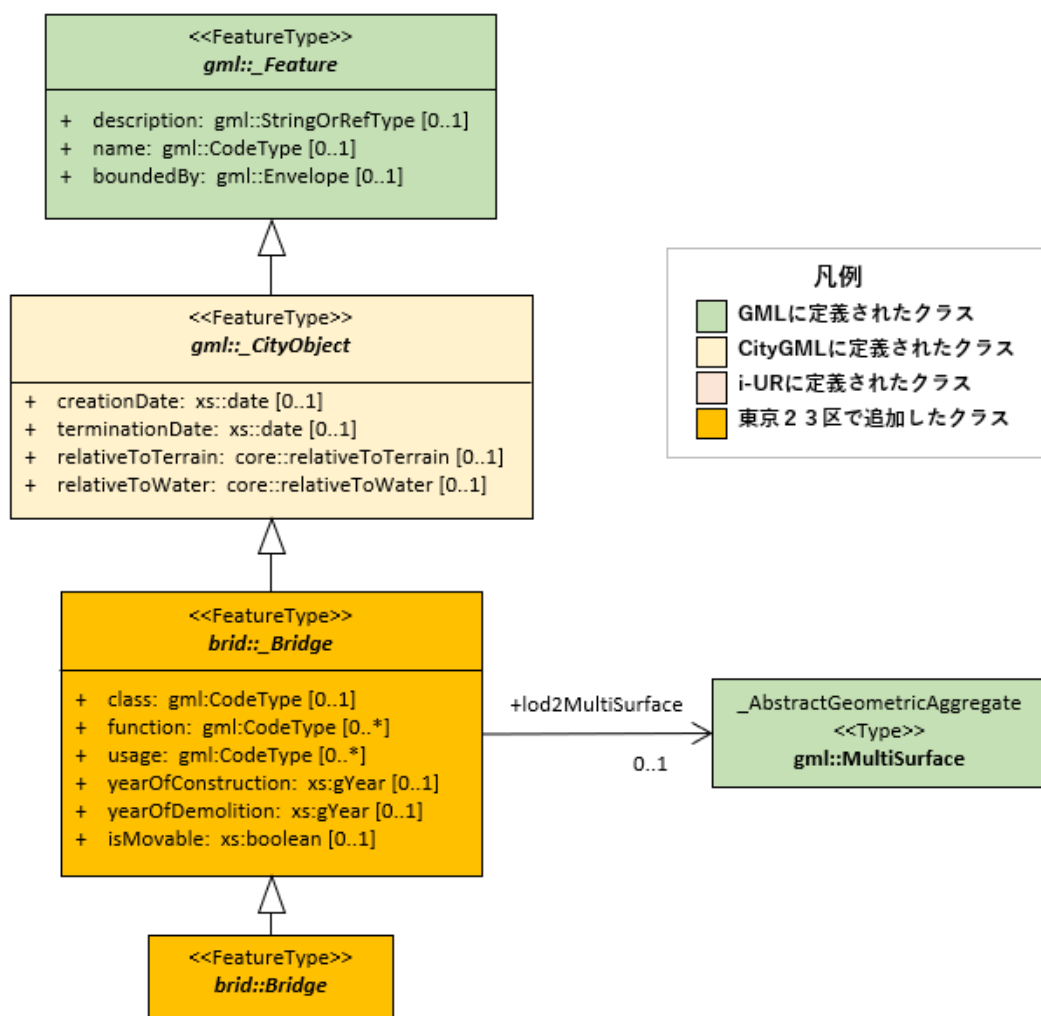 <<FeatureType>>
gml::_Feature
+ description: gml::StringOrRefType [0..1]
+ name: gml::CodeType [0..1]
+ boundedBy: gml::Envelope [0..1]
<<FeatureType>>
gml::_CityObject
+ creationDate: xs::date [0..1]
+ terminationDate: xs::date [0..1]
+ relativeToTerrain: core::relativeToTerrain [0..1]
+ relativeToWater: core::relativeToWater [0..1]
凡例
GMLに定義されたクラス
CityGMLに定義されたクラス
i-URに定義されたクラス
東京２３区で追加したクラス
<<FeatureType>>
brid::_Bridge
+ class: gml:CodeType [0..1]
+ function: gml:CodeType [0..*]
+ usage: gml:CodeType [0..*]
+ yearOfConstruction: xs:gYear [0..1]
+ yearOfDemolition: xs:gYear [0..1]
+ isMovable: xs:boolean [0..1]
+lod2MultiSurface
0..1
_AbstractGeometricAggregate
<<Type>>
gml::MultiSurface
<<FeatureType>>
brid::Bridge